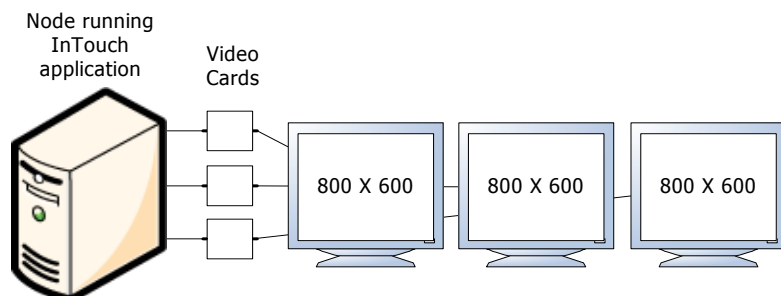 Node running
InTouch
application
Video
Cards
800 X 600
800 X 600
800 X 600